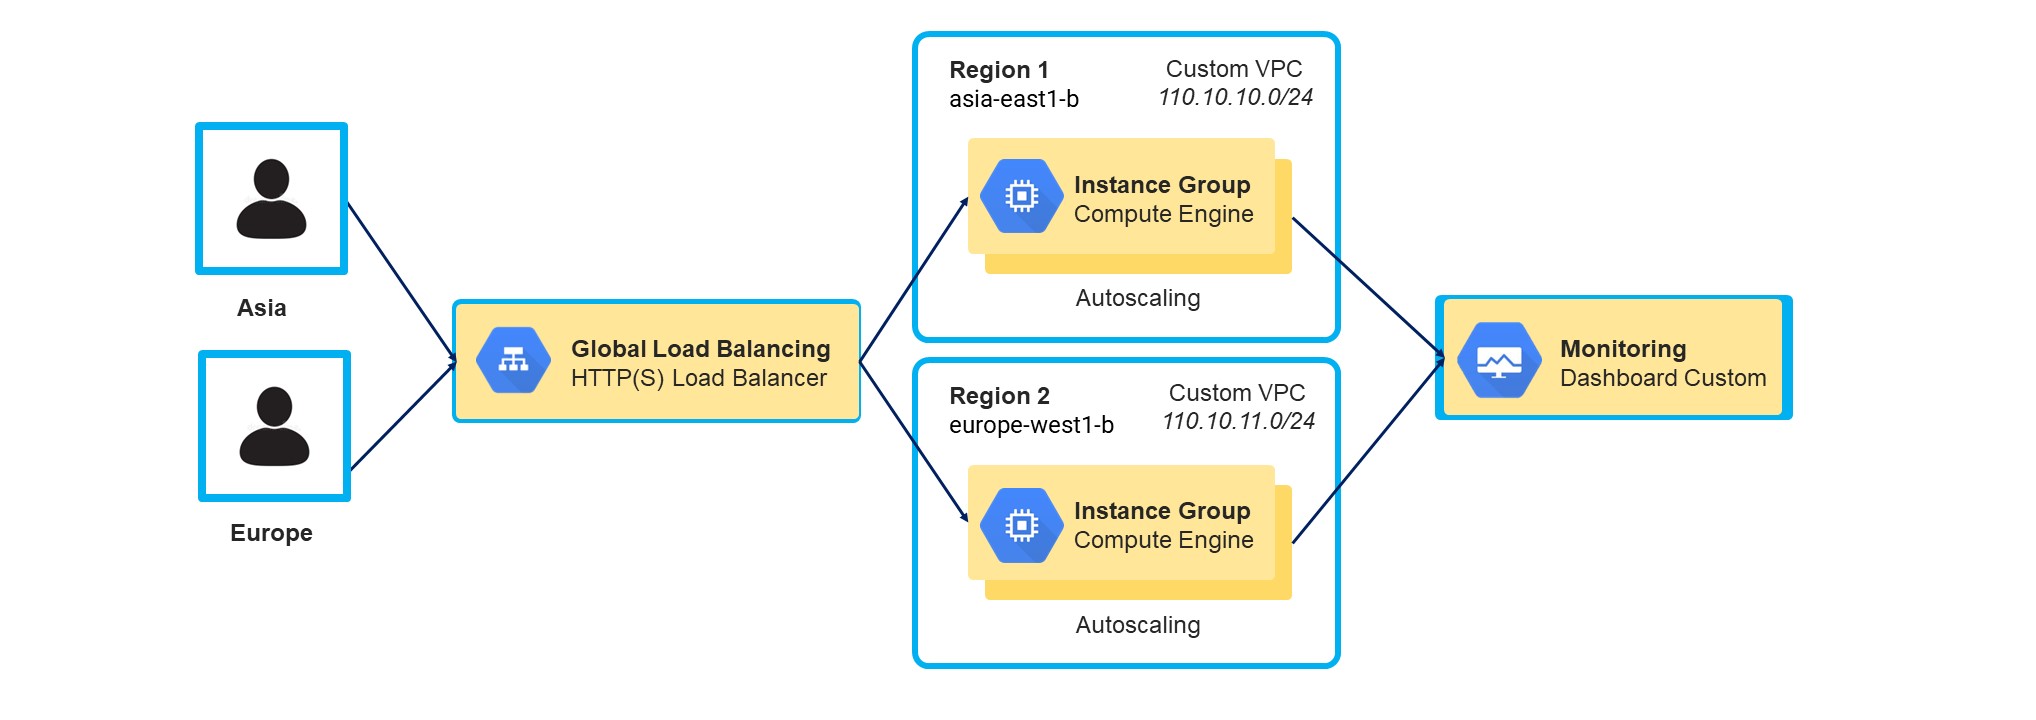 Asia
Europe
Global Load Balancing
HTTP(S) Load Balancer
Region 1
asia-east1-b
Custom VPC
110.10.10.0/24
Instance Group
Compute Engine
Autoscaling
Region 2
europe-west1-b
Custom VPC
110.10.11.0/24
Instance Group
Compute Engine
Autoscaling
Monitoring
Dashboard Custom